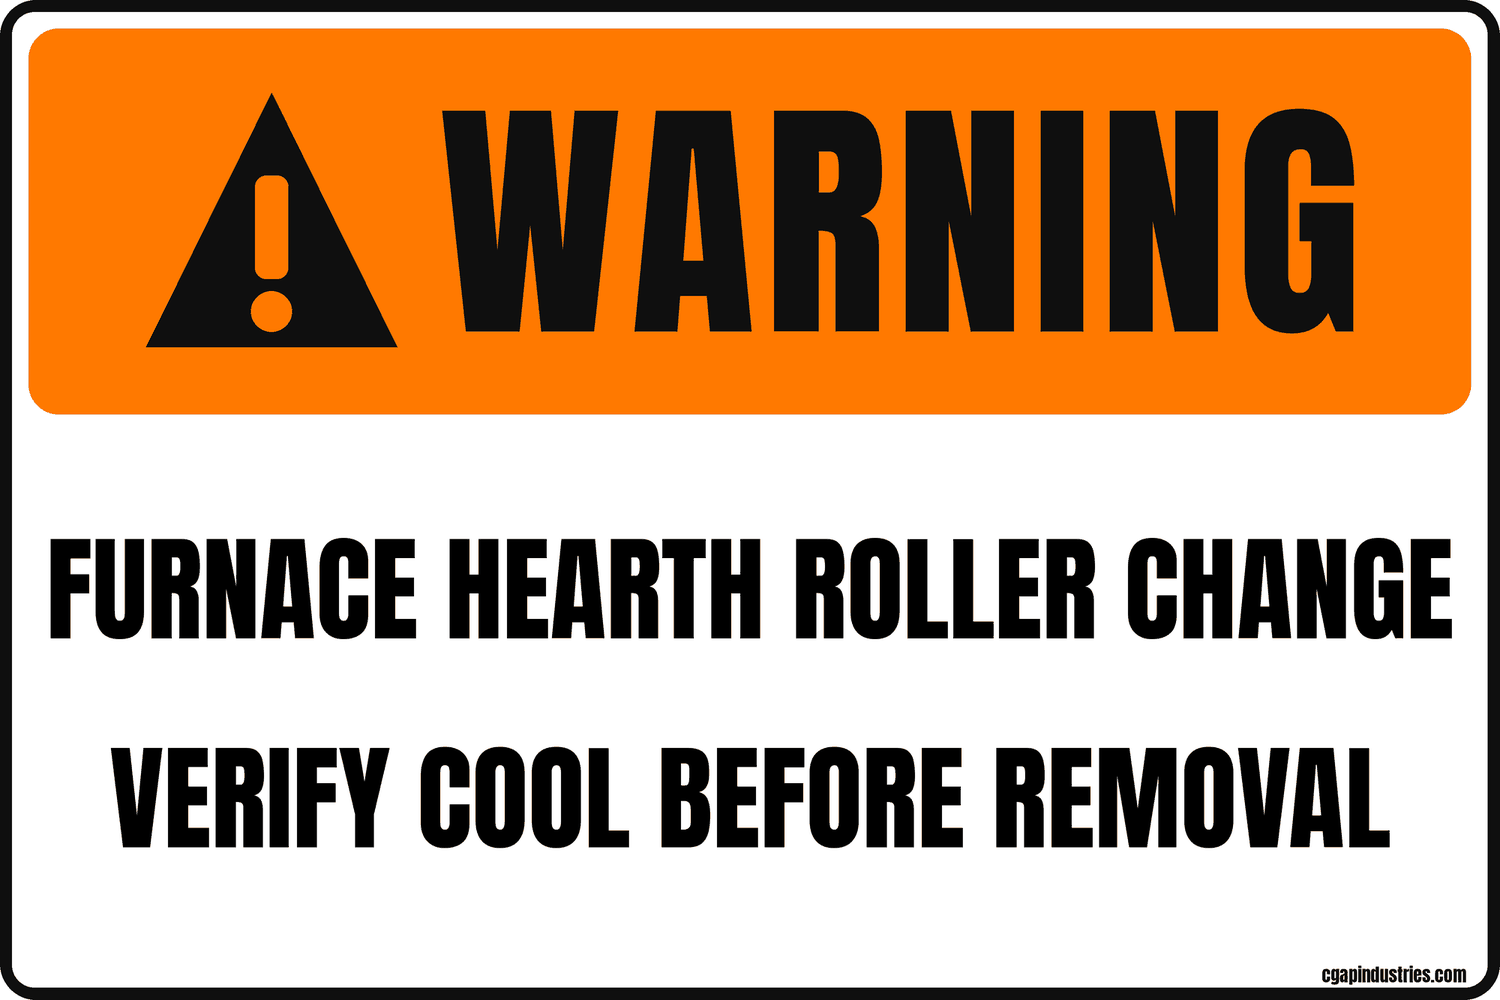 WARNING
FURNACE HEARTH ROLLER CHANGE
VERIFY COOL BEFORE REMOVAL
cgapindustries.com